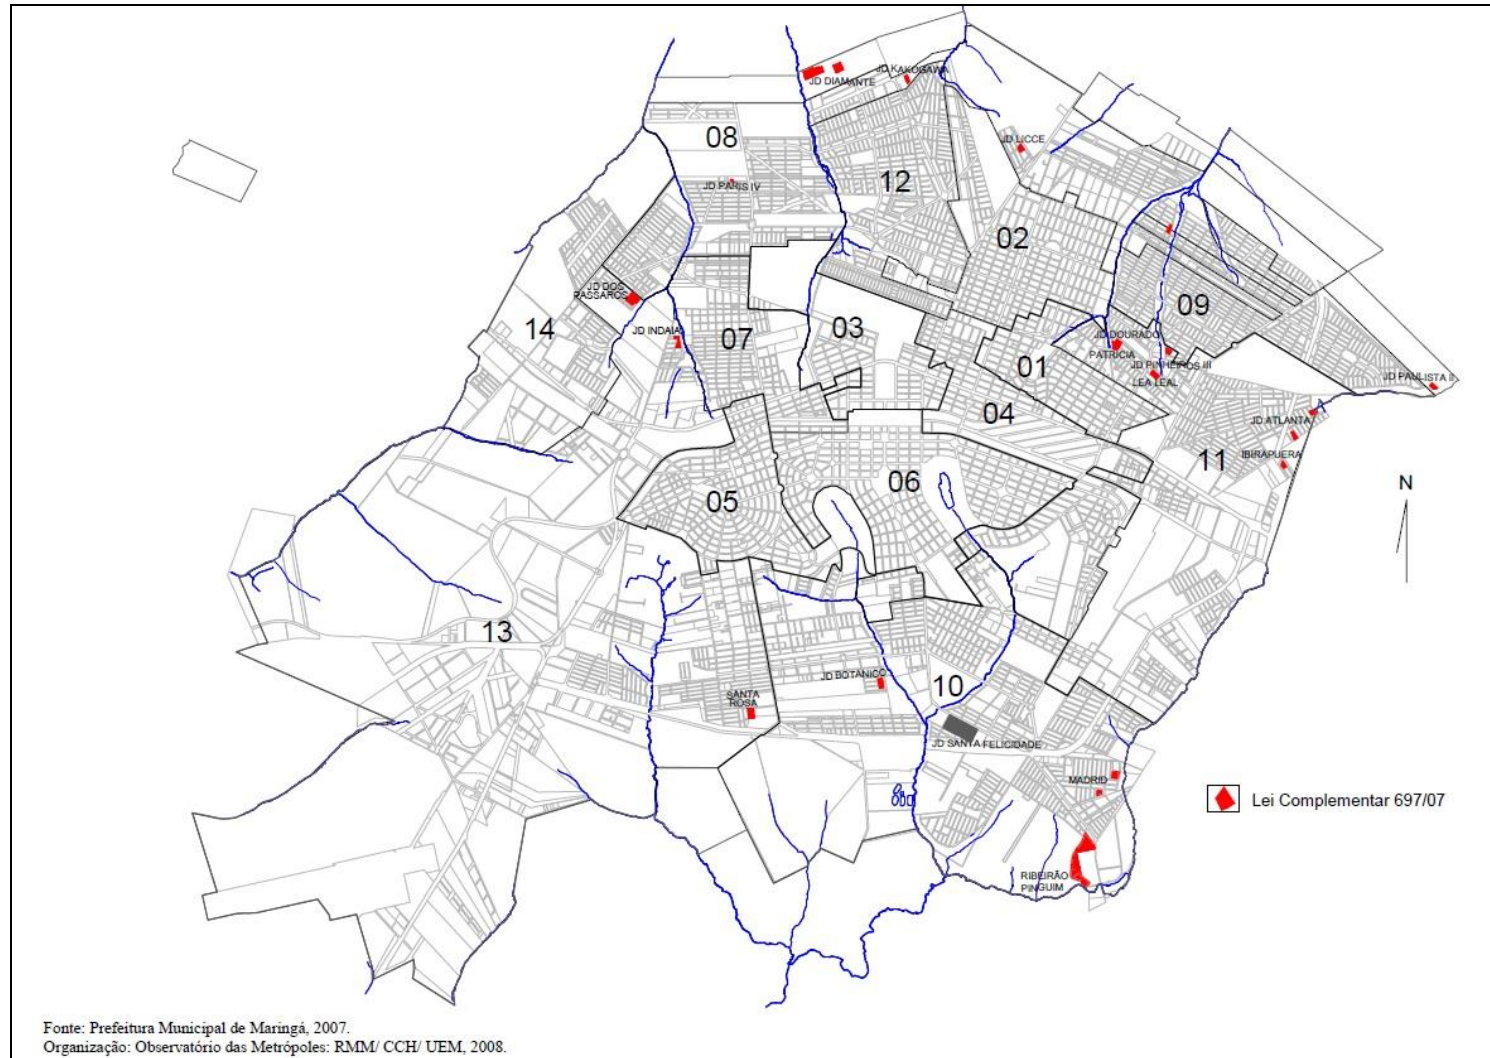 JD KAKOGAWA
JD DIAMANTE
08
JD LICCE
12
JD PARIS IV
02
JD DOS
PASSAROS
09
14
JD INDAIA
07
03
JD DOURADO
01
PATRICIA
JD PINHEIROS III
LEA LEAL
JD PAULISTA II
04
JD ATLANTA
IBIRAPUERA
11
06
05
N
13
JD BOTANICO
10
SANTA
ROSA
JD SANTA FELICIDADE
MADRID
Lei Complementar 697/07
RIBEIRÃO
PINGUIM
Fonte: Prefeitura Municipal de Maringá, 2007.
Organização: Observatório das Metrópoles: RMM/ CCH/ UEM, 2008.